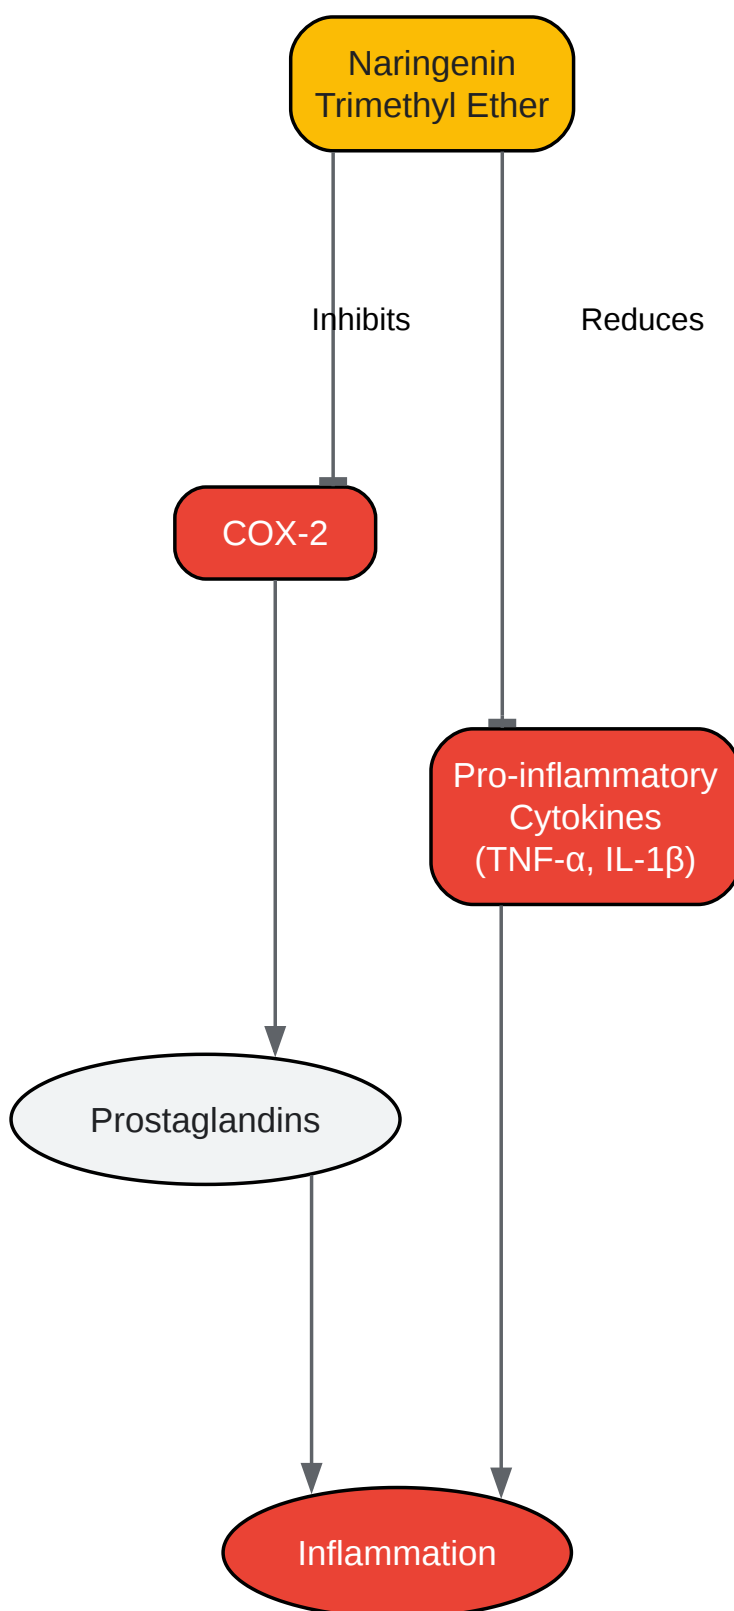 Naringenin
Trimethyl Ether
Inhibits
Reduces
COX-2
Pro-inflammatory
Cytokines
(TNF-α, IL-1β)
Prostaglandins
Inflammation